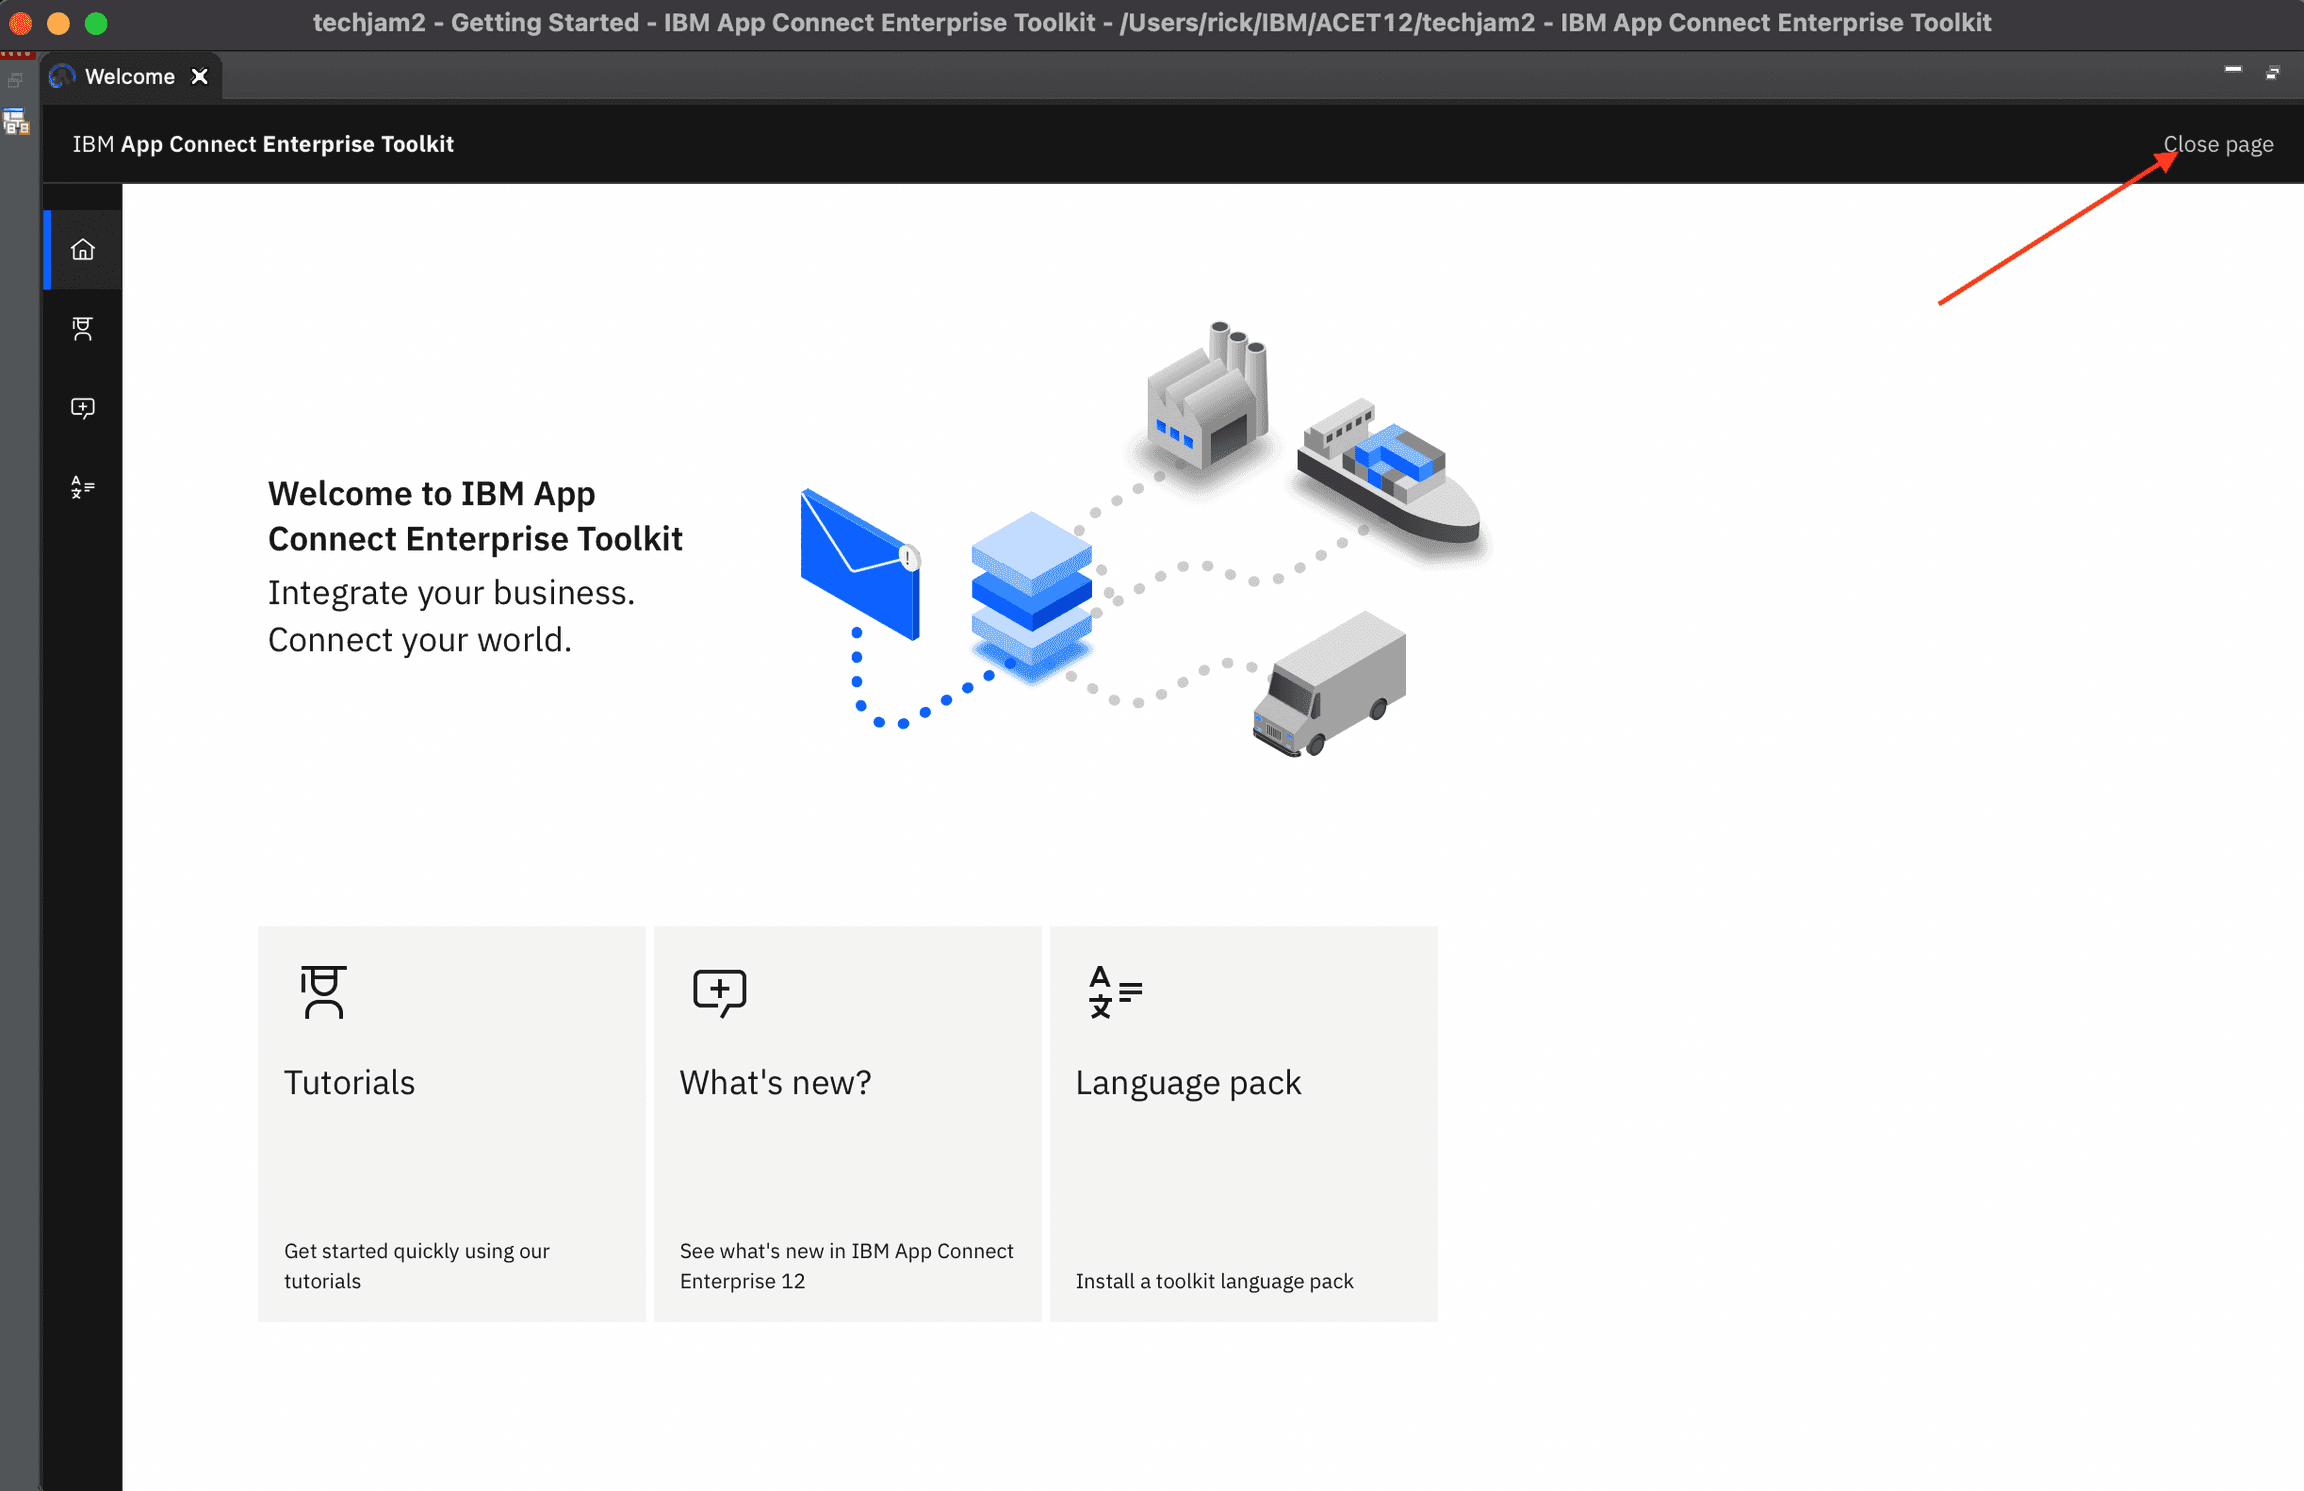 techjam2 - Getting Started - IBM App Connect Enterprise Toolkit - /Users/rick/IBM/ACET12/techjam2 - IBM App Connect Enterprise Toolkit
Welcome
IBM App Connect Enterprise Toolkit
Close page
Welcome to IBM App
Connect Enterprise Toolkit
Integrate your business.
Connect your world.
Tutorials
Get started quickly using our
tutorials
What's new?
See what's new in IBM App Connect
Enterprise 12
Language pack
Install a toolkit language pack